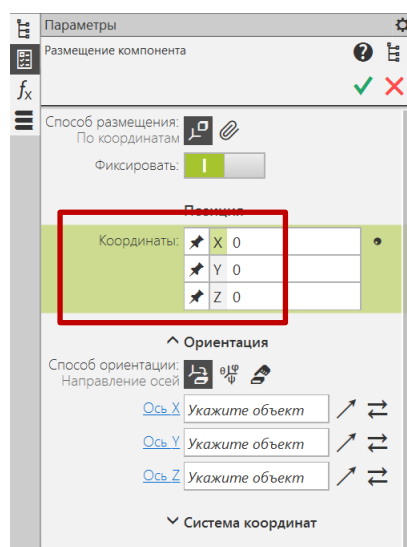 Параметры
Размещение компонента
fx
Способ размещения:
По координатам
Фиксировать:
Позиция
Координаты: X 0
Y 0
Z 0
Ориентация
Способ ориентации:
Направление осей
Ось X Укажите объект
Ось Y Укажите объект
Ось Z Укажите объект
Система координат